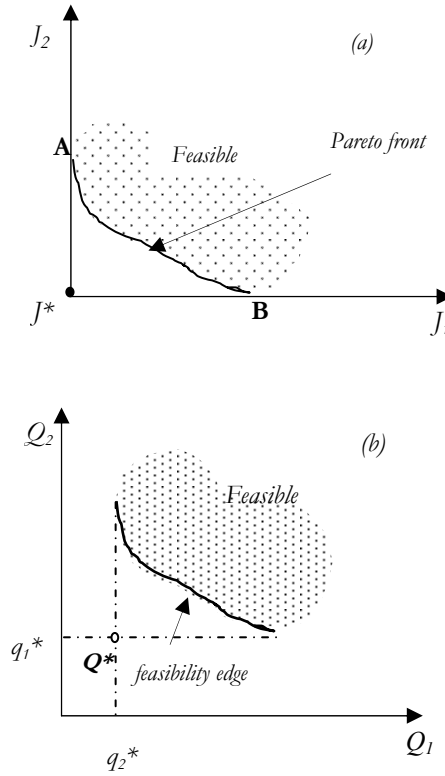 J2
(a)
A
Feasible
Pareto front
J*
B
Q2
(b)
Feasible
q1*
Q*
feasibility edge
q2*
Q1